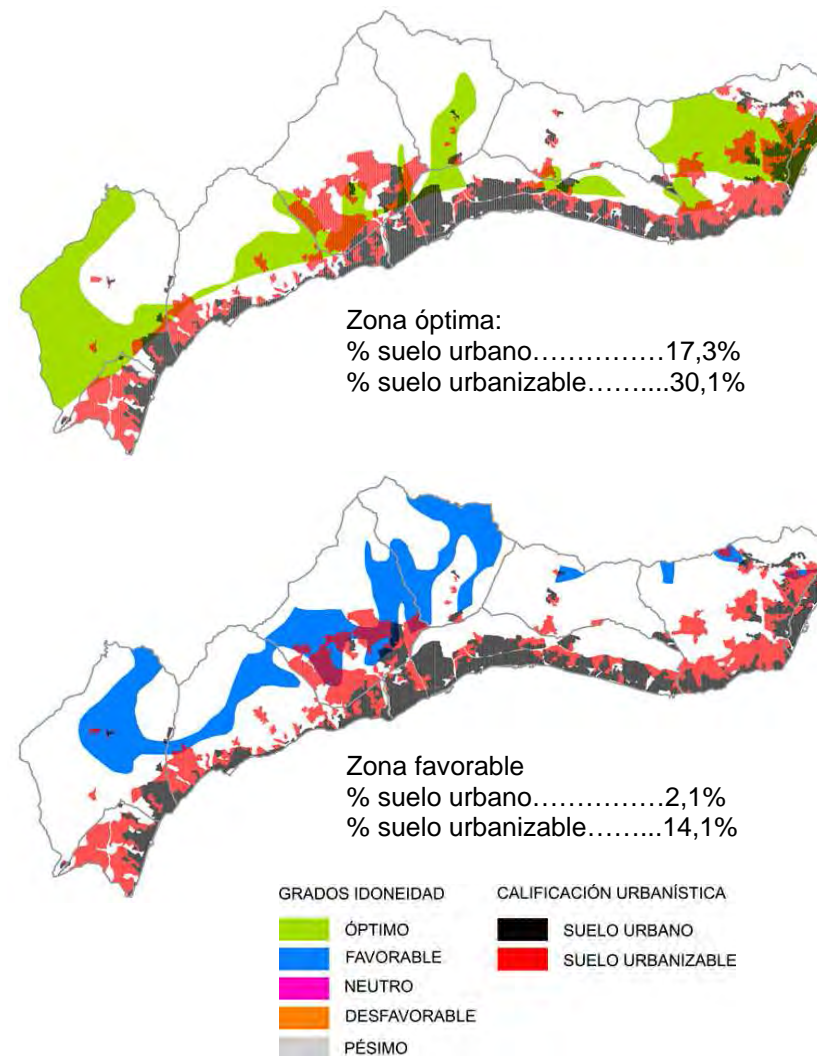 Zona óptima:
% suelo urbano……………17,3%
% suelo urbanizable…….....30,1%
Zona favorable
% suelo urbano……………2,1%
% suelo urbanizable……...14,1%
GRADOS IDONEIDAD
ÓPTIMO
FAVORABLE
NEUTRO
DESFAVORABLE
PÉSIMO
CALIFICACIÓN URBANÍSTICA
SUELO URBANO
SUELO URBANIZABLE